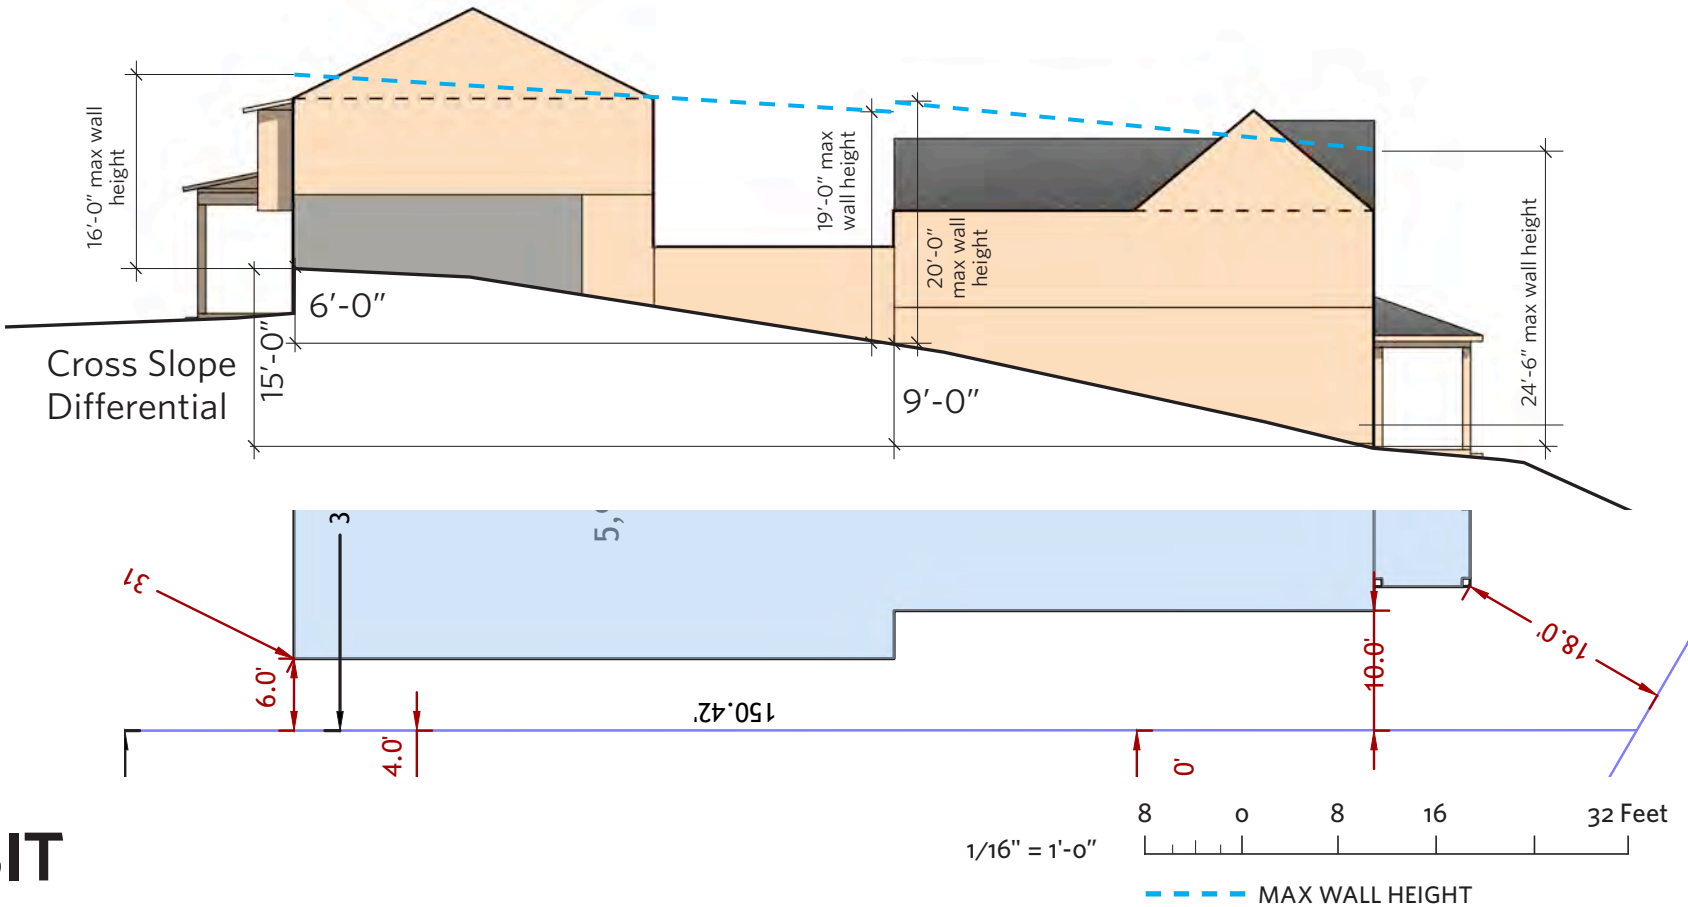 16'-0" max wall
height
19'-0" max
wall height
20'-0"
max wall
height
24'-6" max wall height
6'-0"
15'-0"
Cross Slope
Differential
9'-0"
3
5,
31
6.0'
4.0'
150.42'
0'
10.0'
18.0'
8 0 8 16 32 Feet
1/16" = 1'-0"
IT
MAX WALL HEIGHT